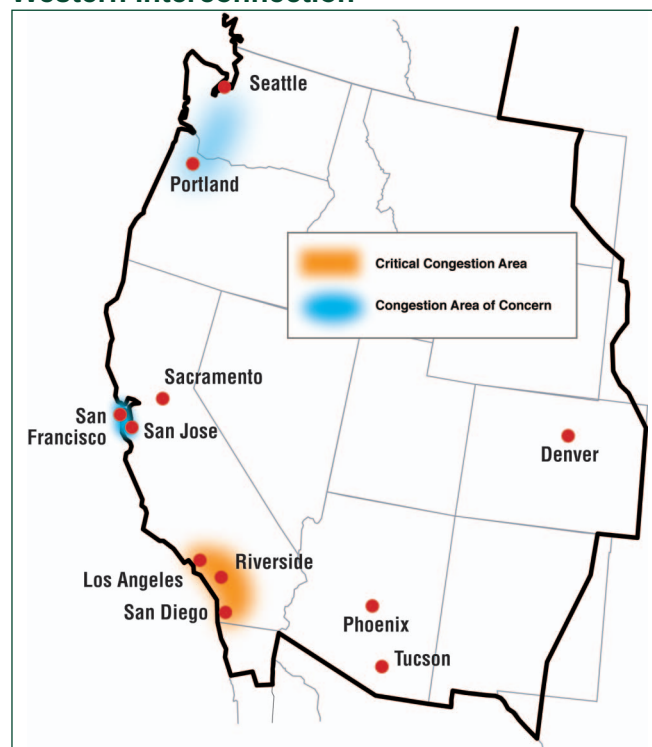 Western Interconnection
Seattle
Portland
Critical Congestion Area
Congestion Area of Concern
Sacramento
San
Francisco
San Jose
Denver
Riverside
Los Angeles
San Diego
Phoenix
Tucson